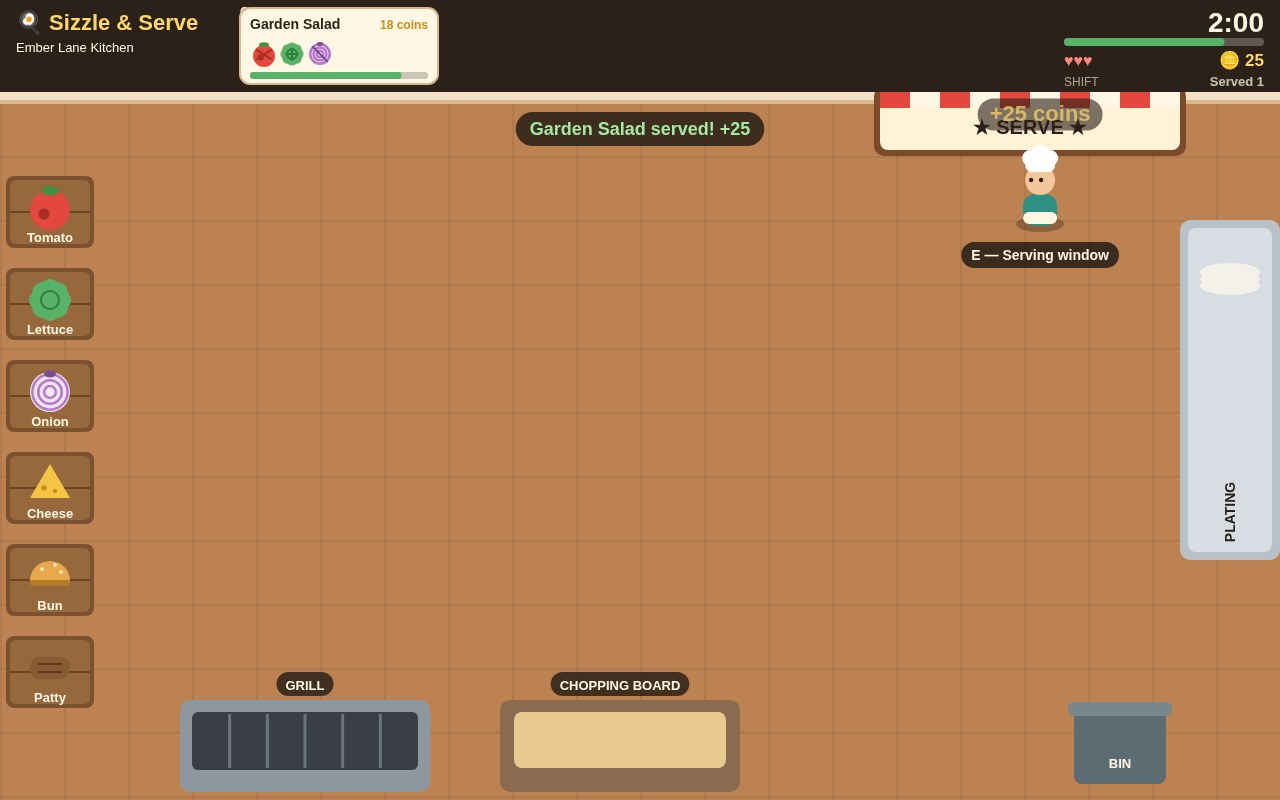 🍳 Sizzle & Serve
Ember Lane Kitchen
Garden Salad 18 coins
2:00
♥♥♥ 🪙 25
SHIFT Served 1
Garden Salad served! +25
+25 coins
★ SERVE ★
E — Serving window
Tomato
Lettuce
Onion
Cheese
Bun
Patty
PLATING
GRILL
CHOPPING BOARD
BIN